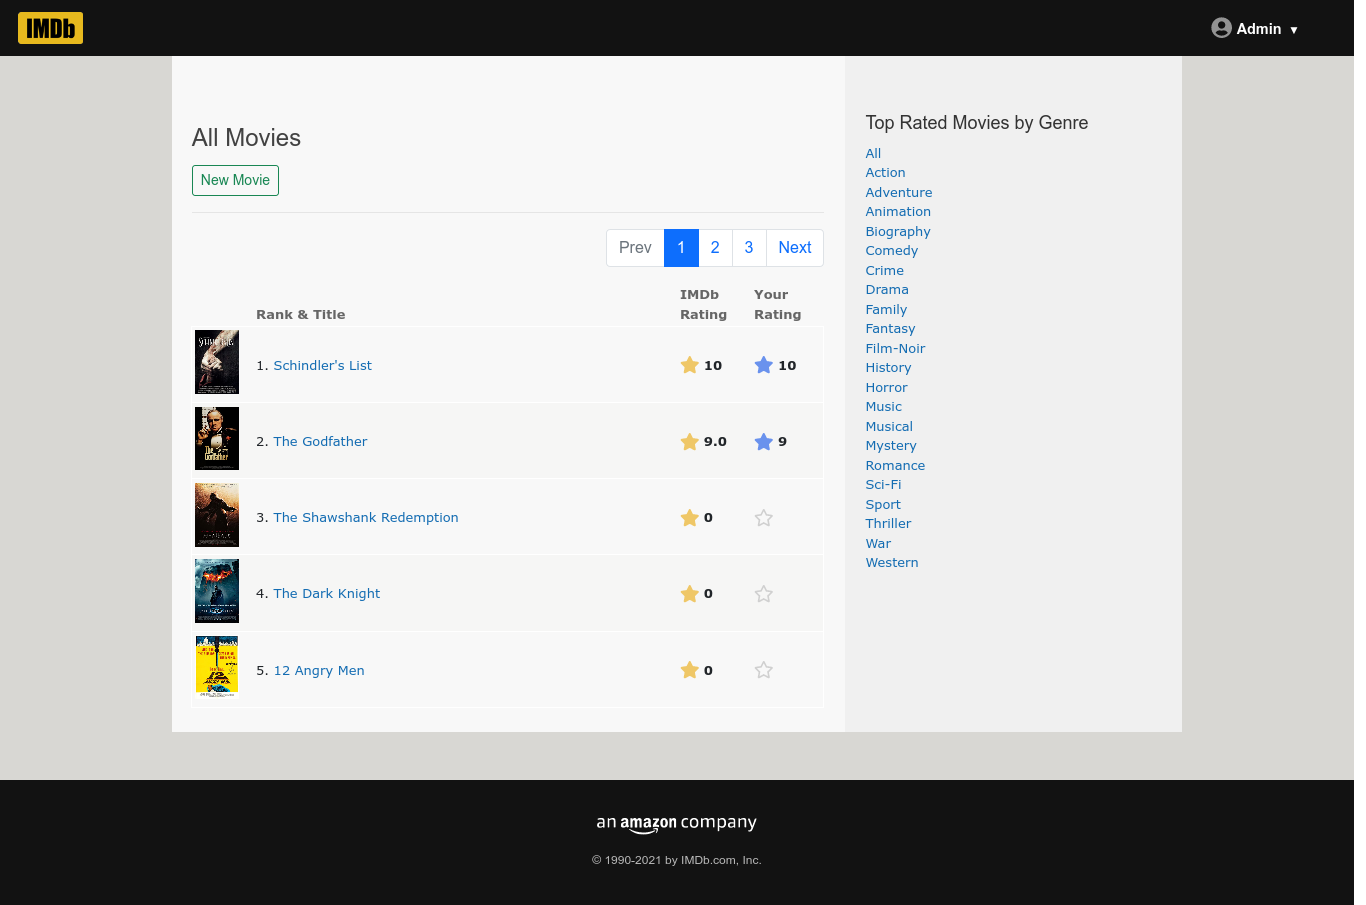 IMDb
Admin ▼
All Movies
New Movie
Prev 1 2 3 Next
Rank & Title
IMDb Rating
Your Rating
1. Schindler's List 10 10
2. The Godfather 9.0 9
The Godfather
3. The Shawshank Redemption 0
4. The Dark Knight 0
5. 12 Angry Men 0
Top Rated Movies by Genre
All
Action
Adventure
Animation
Biography
Comedy
Crime
Drama
Family
Fantasy
Film-Noir
History
Horror
Music
Musical
Mystery
Romance
Sci-Fi
Sport
Thriller
War
Western
an amazon company
© 1990-2021 by IMDb.com, Inc.